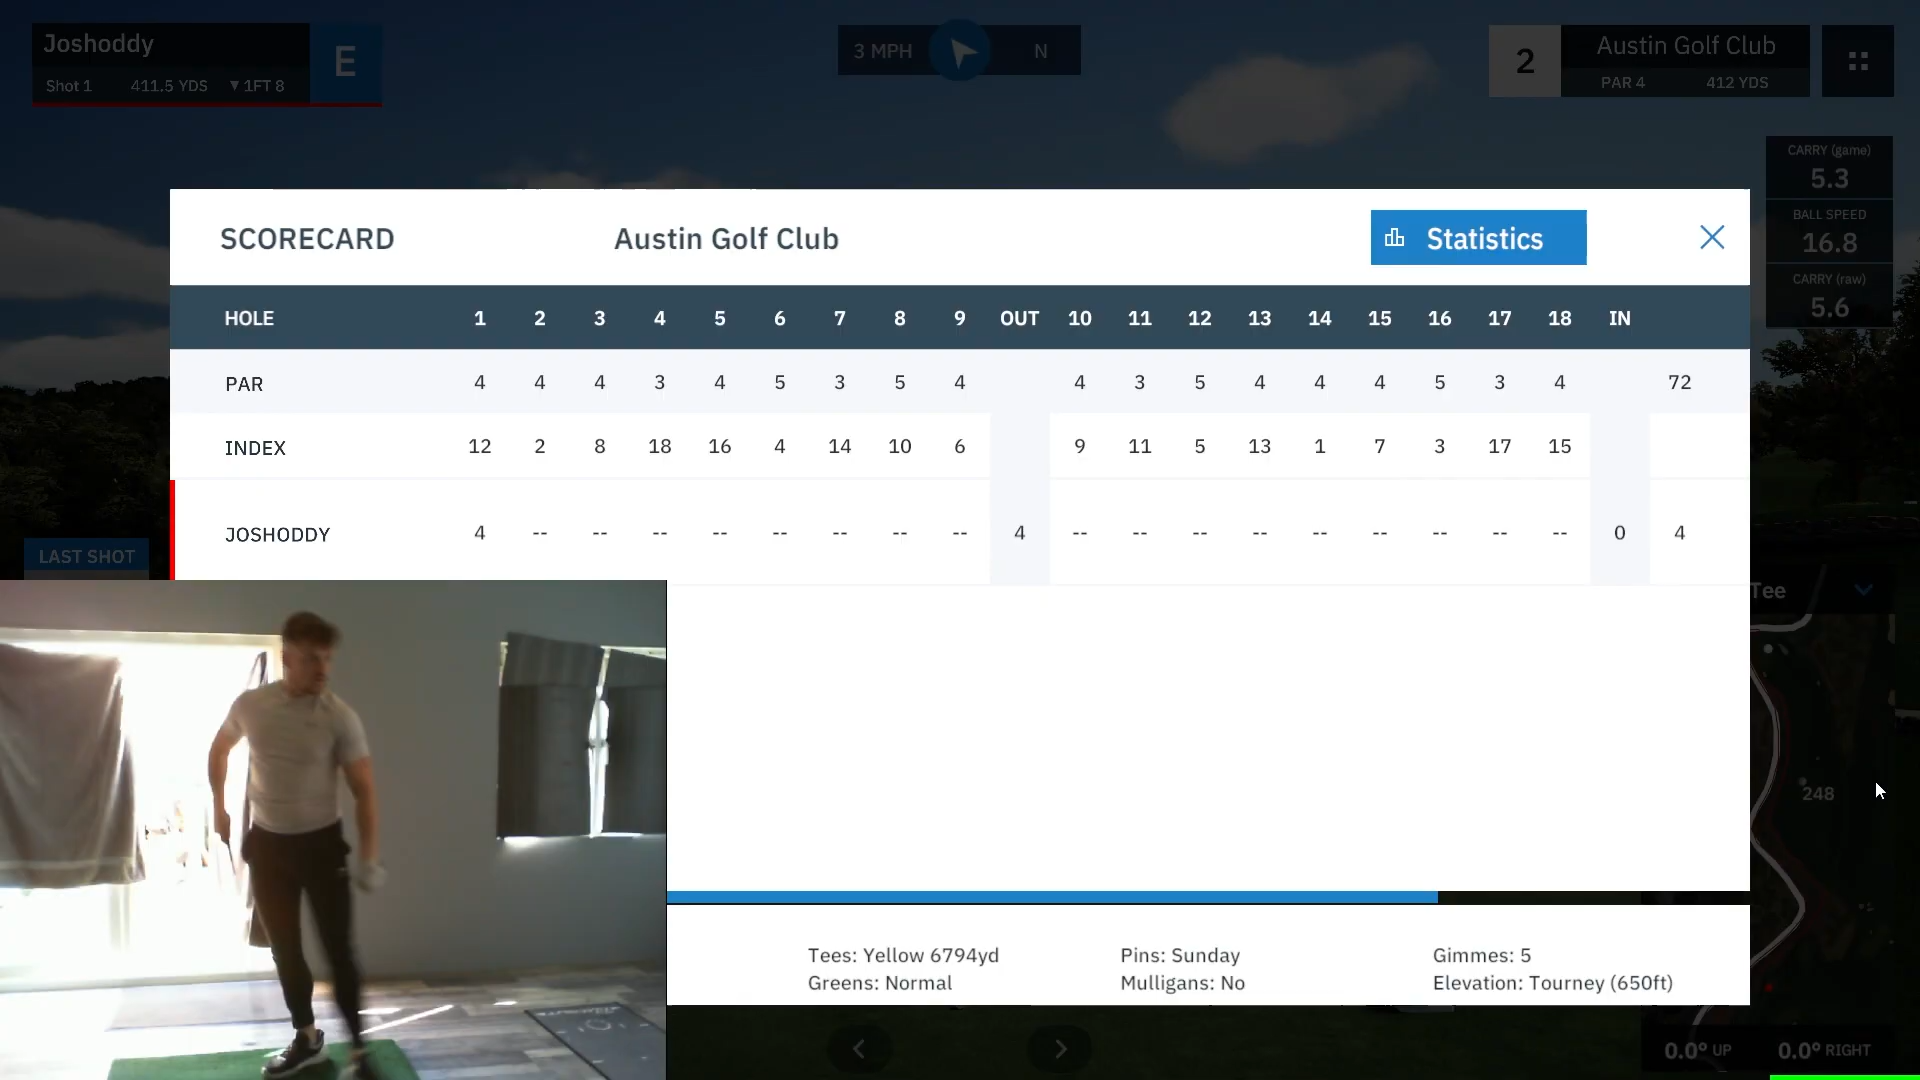 Joshoddy
E
Shot 1 411.5 YDS ▼1FT 8
3 MPH N
2
Austin Golf Club
PAR 4 412 YDS
CARRY (game)
5.3
BALL SPEED
16.8
CARRY (raw)
5.6
SCORECARD Austin Golf Club Statistics
HOLE 1 2 3 4 5 6 7 8 9 OUT 10 11 12 13 14 15 16 17 18 IN
PAR 4 4 4 3 4 5 3 5 4 4 3 5 4 4 4 5 3 4 72
INDEX 12 2 8 18 16 4 14 10 6 9 11 5 13 1 7 3 17 15
JOSHODDY 4 -- -- -- -- -- -- -- -- 4 -- -- -- -- -- -- -- -- -- 0 4
LAST SHOT
Tee
248
Tees: Yellow 6794yd Pins: Sunday Gimmes: 5
Greens: Normal Mulligans: No Elevation: Tourney (650ft)
0.0° UP 0.0° RIGHT